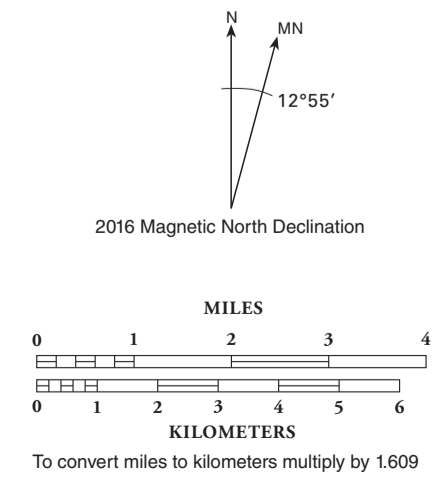 N
MN
12°55′
2016 Magnetic North Declination
MILES
0 1 2 3 4
0 1 2 3 4 5 6
KILOMETERS
To convert miles to kilometers multiply by 1.609